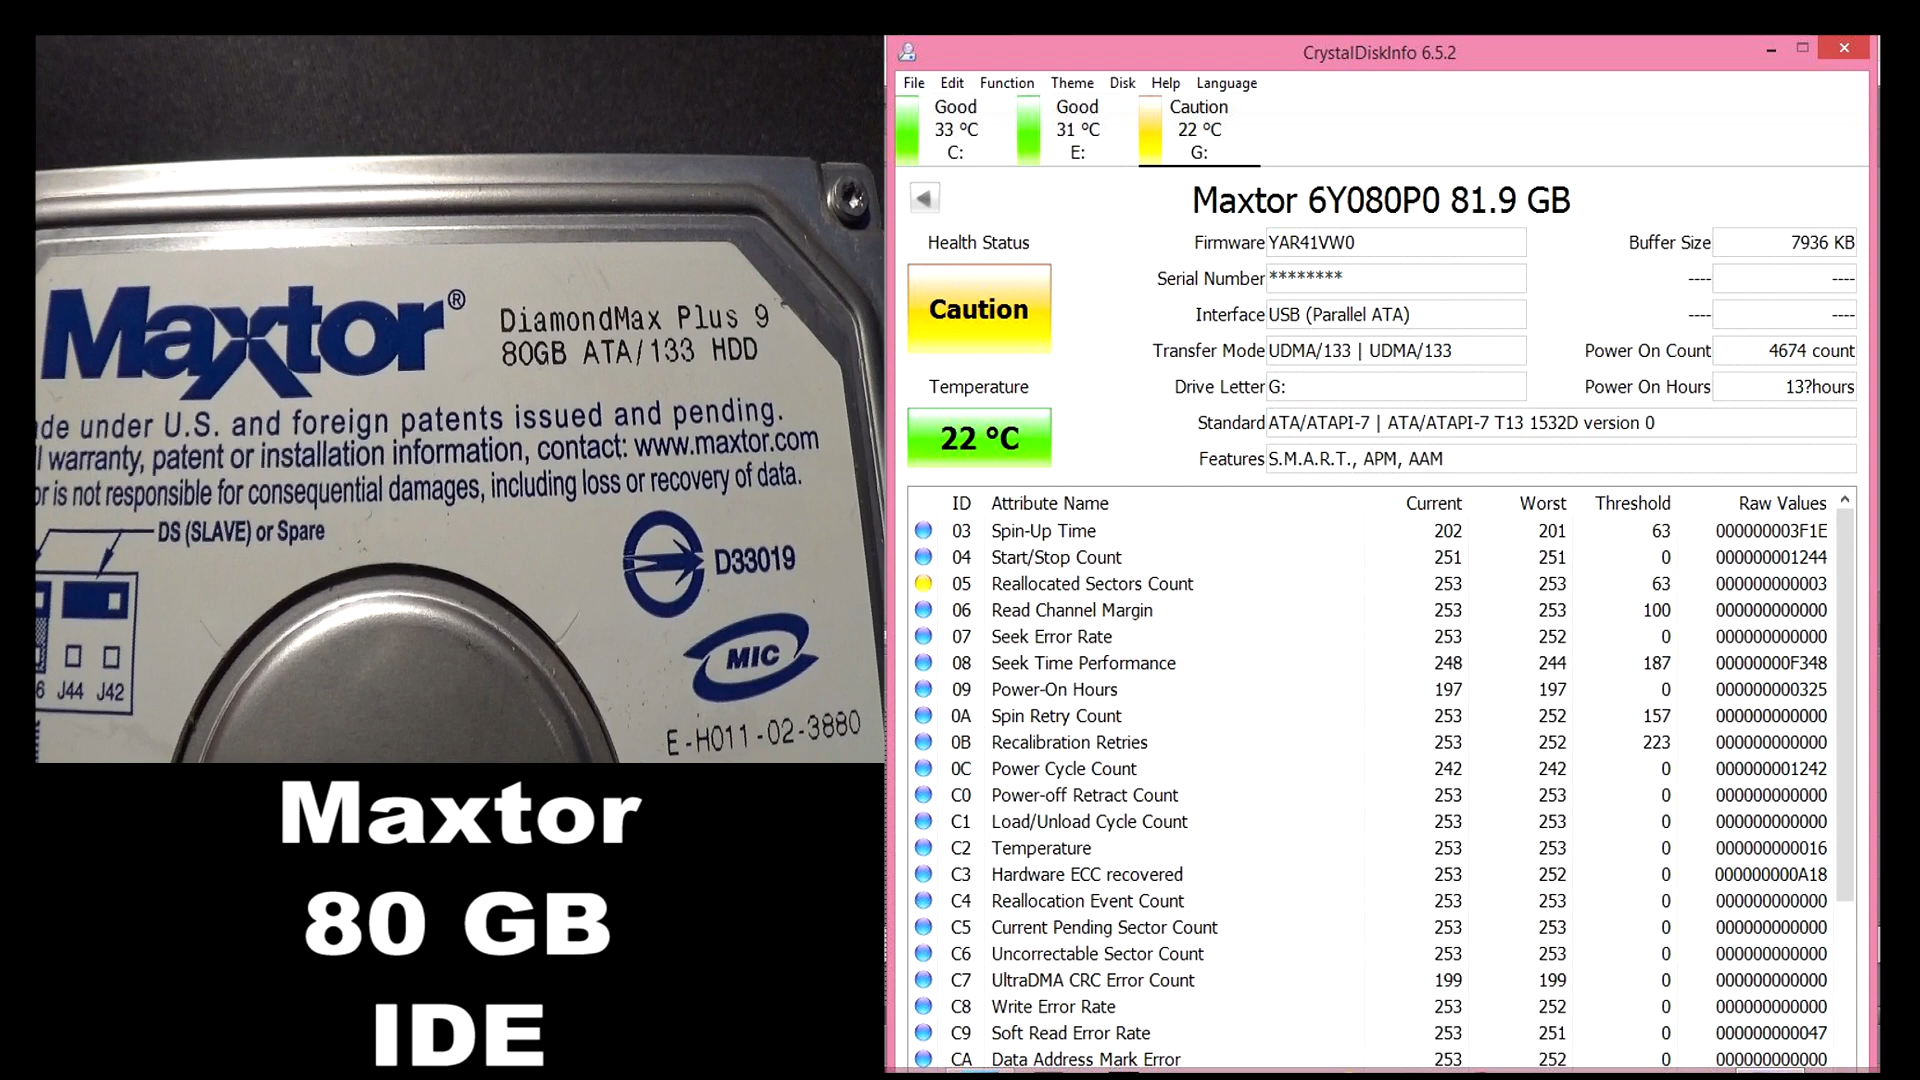 Maxtor®
DiamondMax Plus 9
80GB ATA/133 HDD
de under U.S. and foreign patents issued and pending.
l warranty, patent or installation information, contact: www.maxtor.com
or is not responsible for consequential damages, including loss or recovery of data.
DS (SLAVE) or Spare
D33019
6 J44 J42
MIC
E-H011-02-3880
Maxtor
80 GB
IDE
CrystalDiskInfo 6.5.2
File Edit Function Theme Disk Help Language
Good Good Caution
33 °C 31 °C 22 °C
C: E: G:
Maxtor 6Y080P0 81.9 GB
Health Status
Caution
Temperature
22 °C
Firmware YAR41VW0 Buffer Size 7936 KB
Serial Number ******** ---- ----
Interface USB (Parallel ATA) ---- ----
Transfer Mode UDMA/133 | UDMA/133 Power On Count 4674 count
Drive Letter G: Power On Hours 13?hours
Standard ATA/ATAPI-7 | ATA/ATAPI-7 T13 1532D version 0
Features S.M.A.R.T., APM, AAM
ID Attribute Name Current Worst Threshold Raw Values
03 Spin-Up Time 202 201 63 000000003F1E
04 Start/Stop Count 251 251 0 000000001244
05 Reallocated Sectors Count 253 253 63 000000000003
06 Read Channel Margin 253 253 100 000000000000
07 Seek Error Rate 253 252 0 000000000000
08 Seek Time Performance 248 244 187 00000000F348
09 Power-On Hours 197 197 0 000000000325
0A Spin Retry Count 253 252 157 000000000000
0B Recalibration Retries 253 252 223 000000000000
0C Power Cycle Count 242 242 0 000000001242
C0 Power-off Retract Count 253 253 0 000000000000
C1 Load/Unload Cycle Count 253 253 0 000000000000
C2 Temperature 253 253 0 000000000016
C3 Hardware ECC recovered 253 252 0 000000000A18
C4 Reallocation Event Count 253 253 0 000000000000
C5 Current Pending Sector Count 253 253 0 000000000000
C6 Uncorrectable Sector Count 253 253 0 000000000000
C7 UltraDMA CRC Error Count 199 199 0 000000000000
C8 Write Error Rate 253 252 0 000000000000
C9 Soft Read Error Rate 253 251 0 000000000047
CA Data Address Mark Error 253 252 0 000000000000